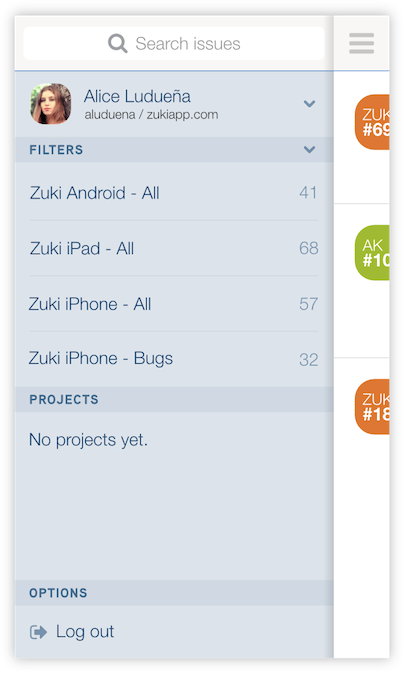 Search issues
Alice Ludueña
aluduena / zukiapp.com
FILTERS
Zuki Android - All 41
Zuki iPad - All 68
Zuki iPhone - All 57
Zuki iPhone - Bugs 32
PROJECTS
No projects yet.
OPTIONS
Log out
ZUK
#69
AK
#10
ZUK
#18